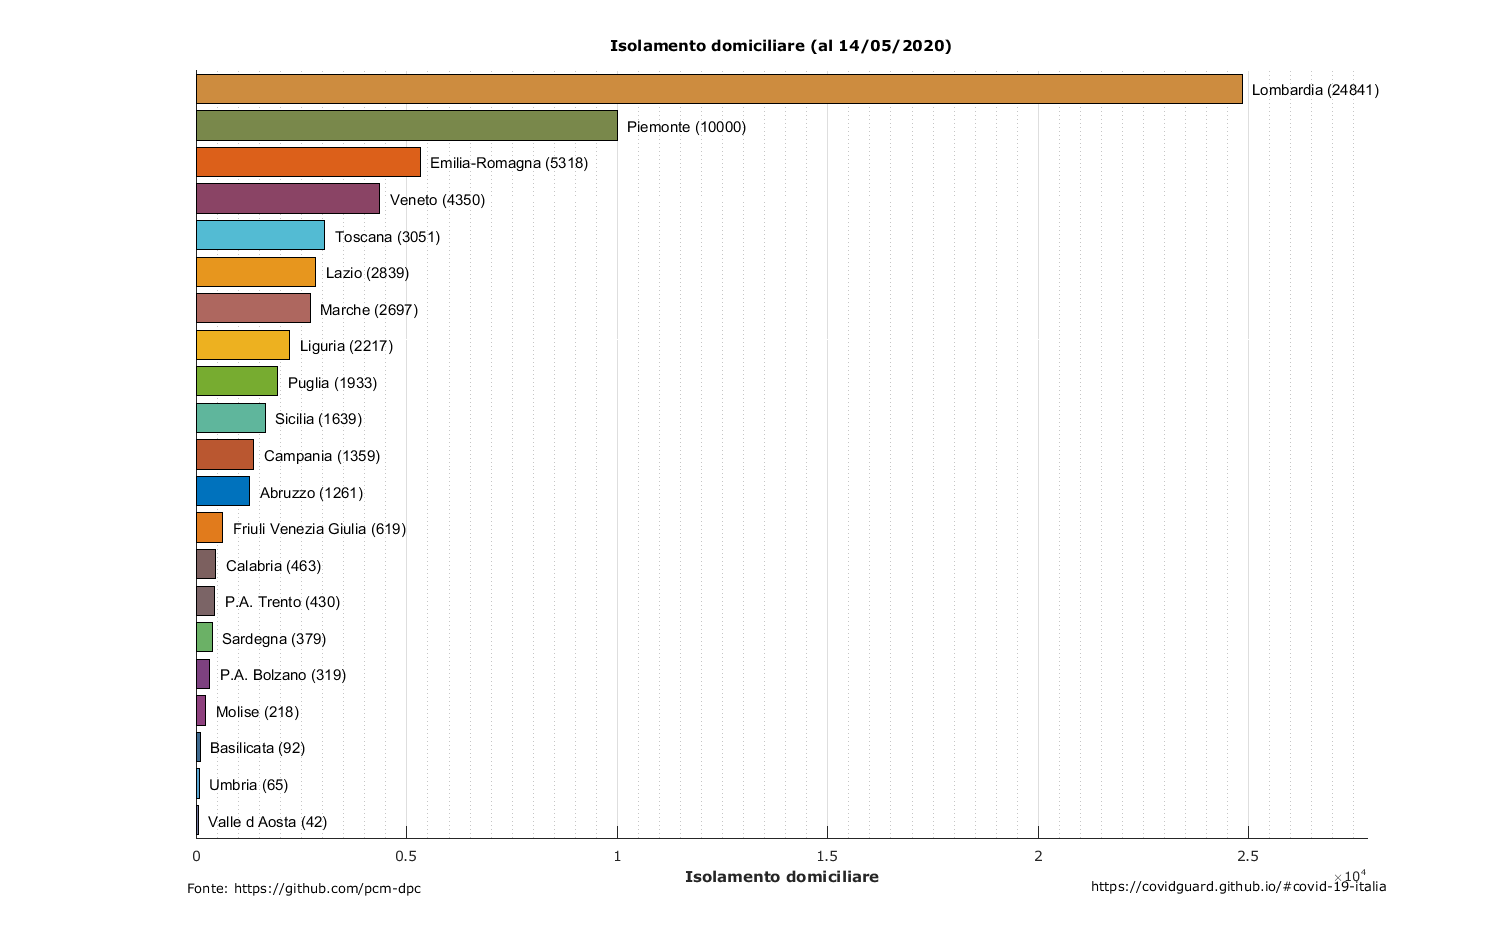 Isolamento domiciliare (al 14/05/2020)
Lombardia (24841)
Piemonte (10000)
Emilia-Romagna (5318)
Veneto (4350)
Toscana (3051)
Lazio (2839)
Marche (2697)
Liguria (2217)
Puglia (1933)
Sicilia (1639)
Campania (1359)
Abruzzo (1261)
Friuli Venezia Giulia (619)
Calabria (463)
P.A. Trento (430)
Sardegna (379)
P.A. Bolzano (319)
Molise (218)
Basilicata (92)
Umbria (65)
Valle d Aosta (42)
0 0.5 1 1.5 2 2.5
×10⁴
Isolamento domiciliare
Fonte: https://github.com/pcm-dpc
https://covidguard.github.io/#covid-19-italia